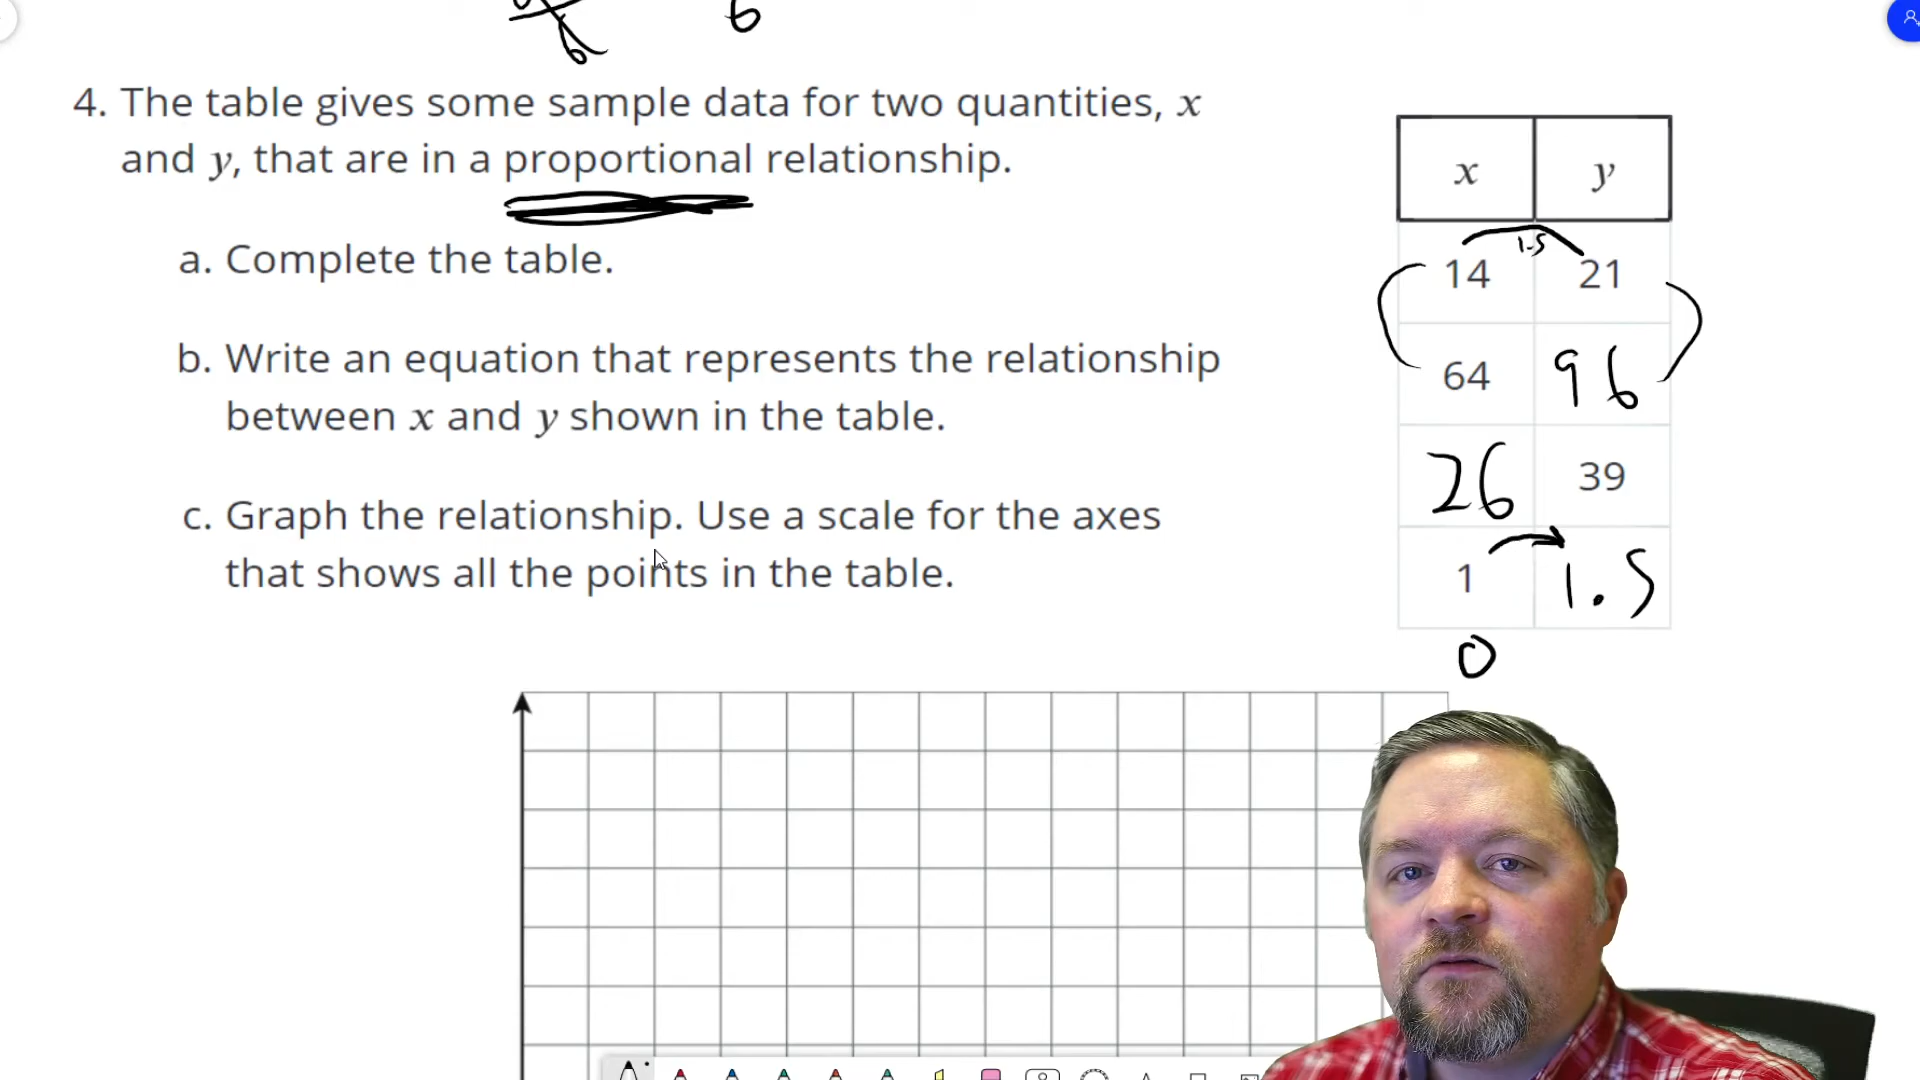 6 6
4. The table gives some sample data for two quantities, x
and y, that are in a proportional relationship.
a. Complete the table.
b. Write an equation that represents the relationship
between x and y shown in the table.
c. Graph the relationship. Use a scale for the axes
that shows all the points in the table.
x y
1.5
14 21
64 96
26 39
1 1.5
0